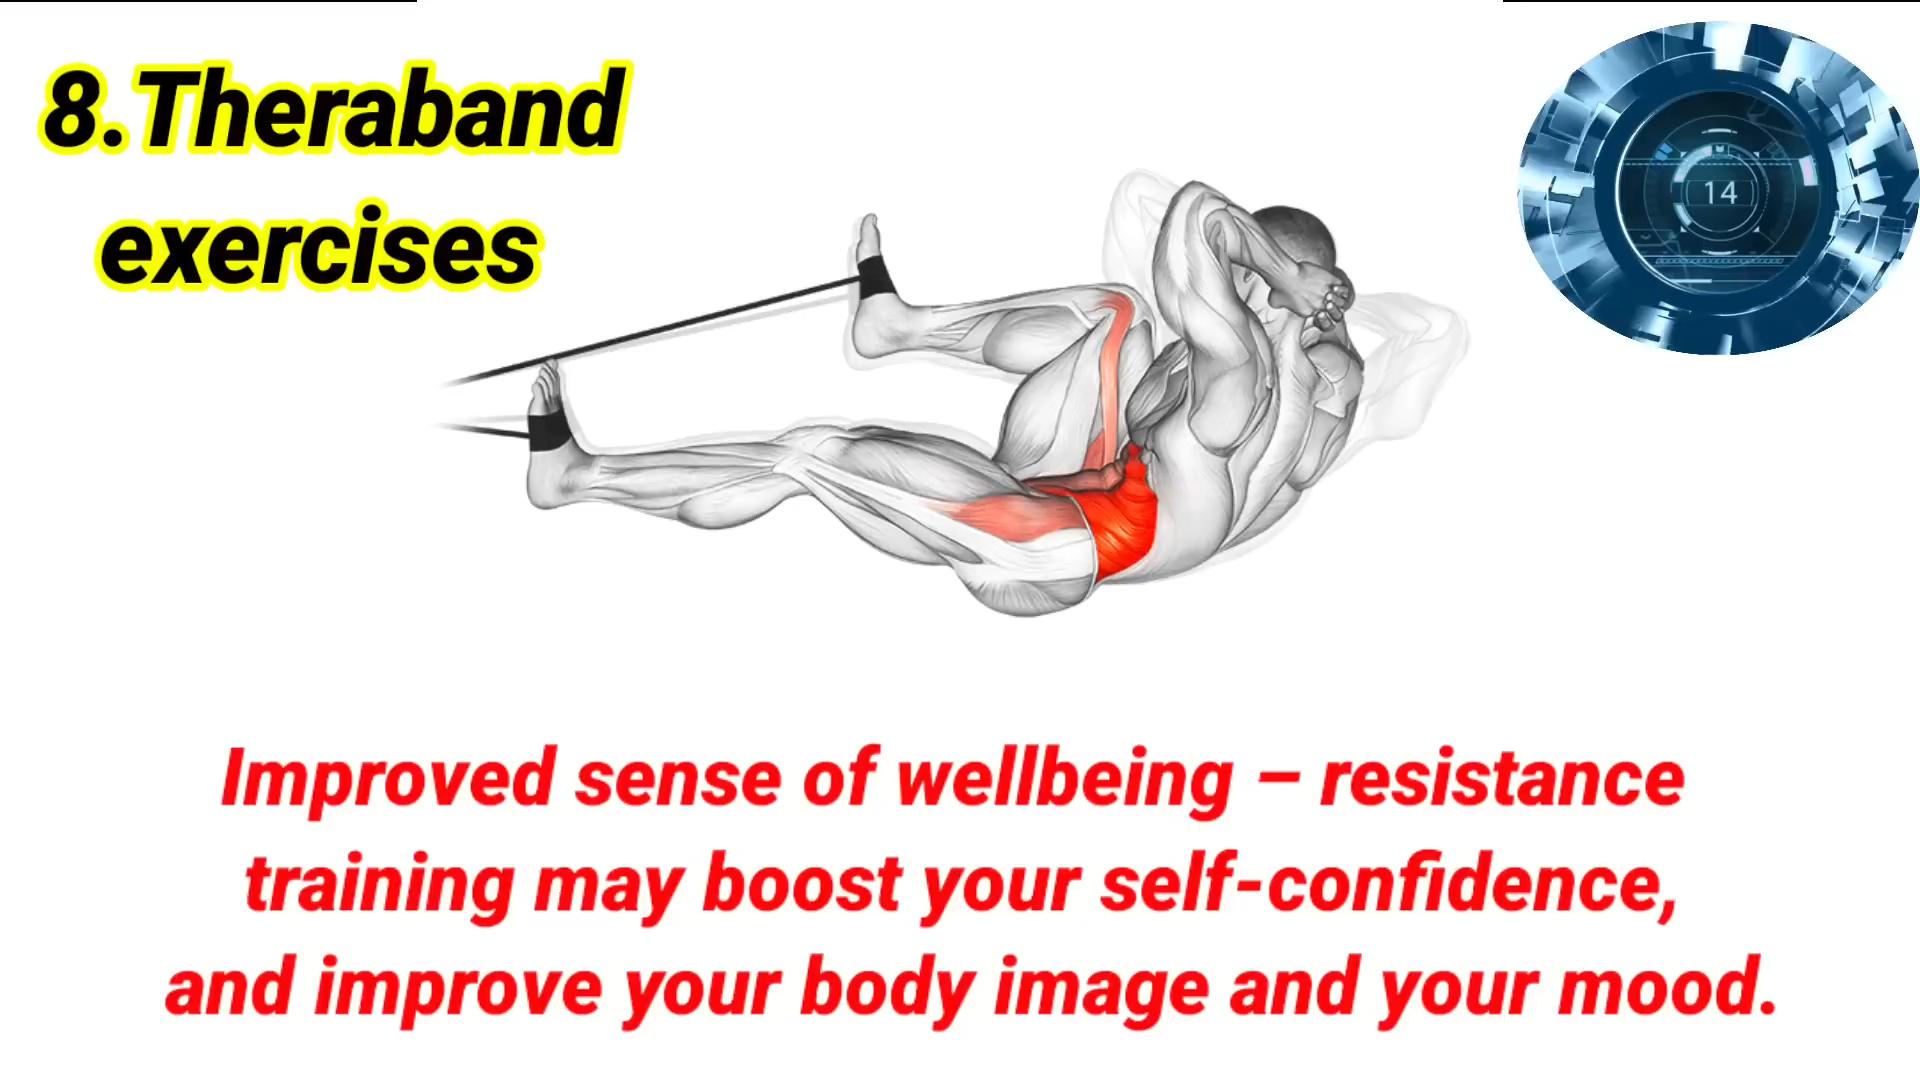 8.Theraband
exercises
14
Improved sense of wellbeing – resistance
training may boost your self-confidence,
and improve your body image and your mood.